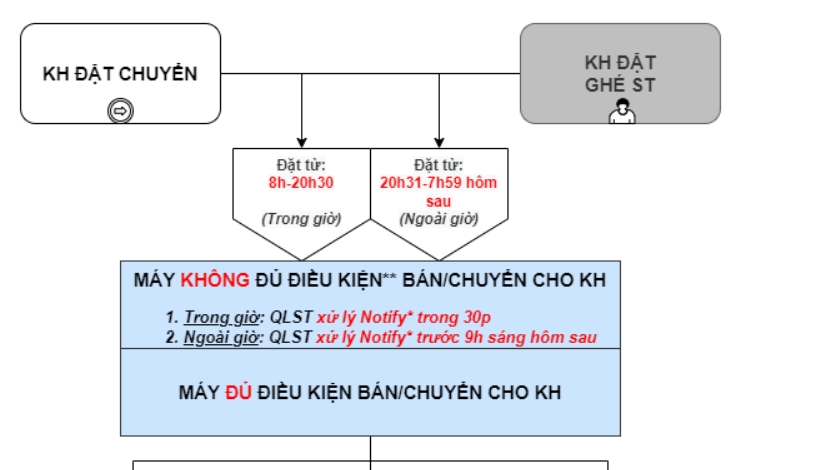 KH ĐẶT CHUYỂN
KH ĐẶT
GHÉ ST
Đặt từ:
8h-20h30
(Trong giờ)
Đặt từ:
20h31-7h59 hôm
sau
(Ngoài giờ)
MÁY KHÔNG ĐỦ ĐIỀU KIỆN** BÁN/CHUYỂN CHO KH
1. Trong giờ: QLST xử lý Notify* trong 30p
2. Ngoài giờ: QLST xử lý Notify* trước 9h sáng hôm sau
MÁY ĐỦ ĐIỀU KIỆN BÁN/CHUYỂN CHO KH